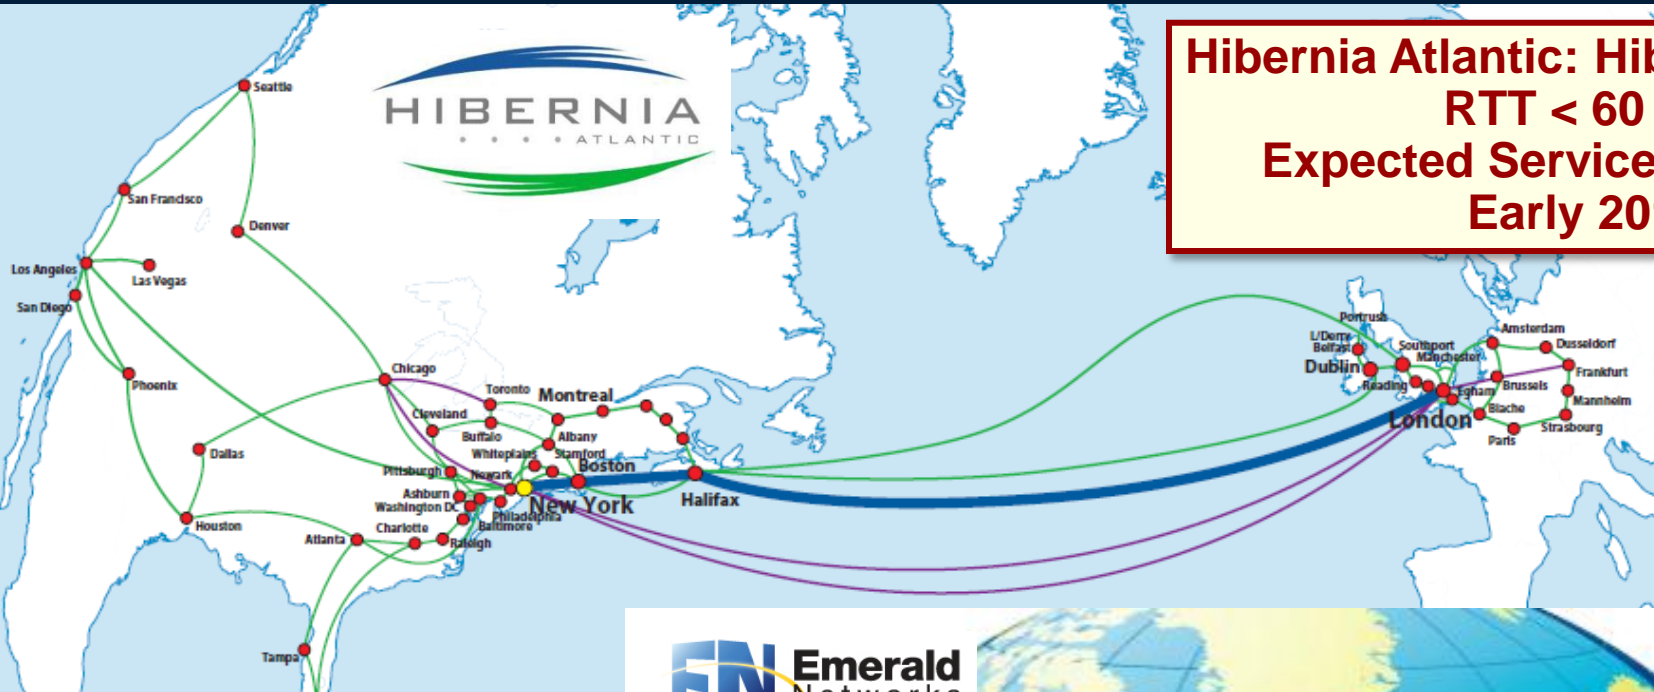 Hibernia Atlantic: Hib
RTT < 60
Expected Service
Early 20
HIBERNIA
ATLANTIC
Seattle
San Francisco
Denver
Los Angeles
Las Vegas
San Diego
Phoenix
Chicago
Toronto
Montreal
Cleveland
Buffalo
Albany
Whiteplains
Stamford
Boston
Dallas
Pittsburgh
Newark
Ashburn
New York
Washington DC
Philadelphia
Baltimore
Halifax
Houston
Charlotte
Atlanta
Raleigh
Tampa
Portrush
L/Derry
Belfast
Southport
Manchester
Dublin
Reading
Egham
London
Amsterdam
Dusseldorf
Frankfurt
Brussels
Mannheim
Blache
Strasbourg
Paris
EN
Emerald
Networks